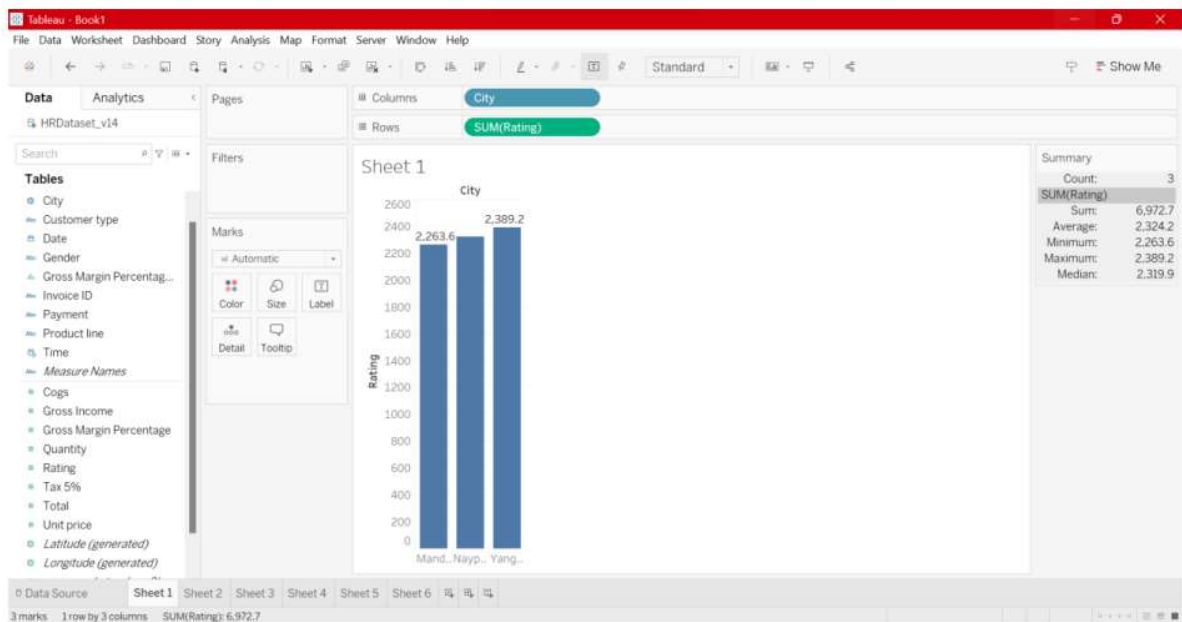 Tableau - Book1
File Data Worksheet Dashboard Story Analysis Map Format Server Window Help
Standard
Show Me
Data Analytics
HRDataset_v14
Search
Tables
City
Customer type
Date
Gender
Gross Margin Percentag...
Invoice ID
Payment
Product line
Time
Measure Names
Cogs
Gross Income
Gross Margin Percentage
Quantity
Rating
Tax 5%
Total
Unit price
Latitude (generated)
Longitude (generated)
Pages
Filters
Marks
Automatic
Color Size Label
Detail Tooltip
Columns City
Rows SUM(Rating)
Sheet 1
City
2600
2400
2200
2000
1800
1600
1400
1200
1000
800
600
400
200
0
Rating
2,263.6
2,389.2
Mand.. Nayp.. Yang..
Summary
Count: 3
SUM(Rating)
Sum: 6,972.7
Average: 2,324.2
Minimum: 2,263.6
Maximum: 2,389.2
Median: 2,319.9
Data Source Sheet 1 Sheet 2 Sheet 3 Sheet 4 Sheet 5 Sheet 6
3 marks 1 row by 3 columns SUM(Rating): 6,972.7